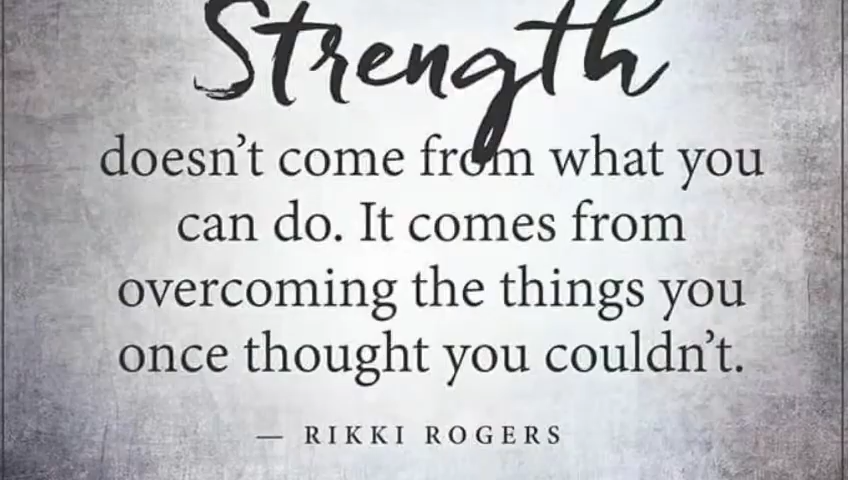 Strength
doesn’t come from what you
can do. It comes from
overcoming the things you
once thought you couldn’t.
— RIKKI ROGERS